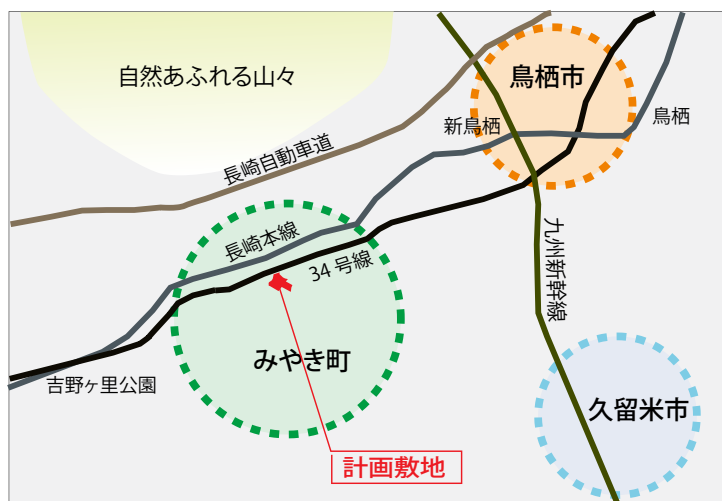 自然あふれる山々
鳥栖市
新鳥栖
鳥栖
長崎自動車道
長崎本線
34号線
九州新幹線
みやき町
吉野ヶ里公園
久留米市
計画敷地